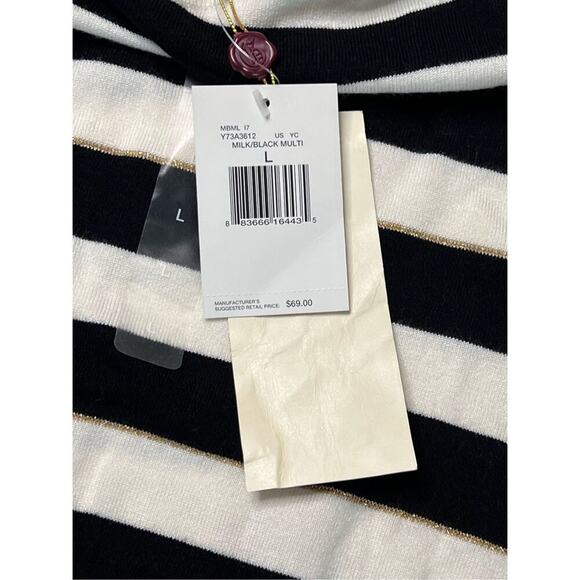 MBML I7
Y73A3612 US YC
MILK/BLACK MULTI
L
8 83666 16443 5
MANUFACTURER'S
SUGGESTED RETAIL PRICE: $69.00
L